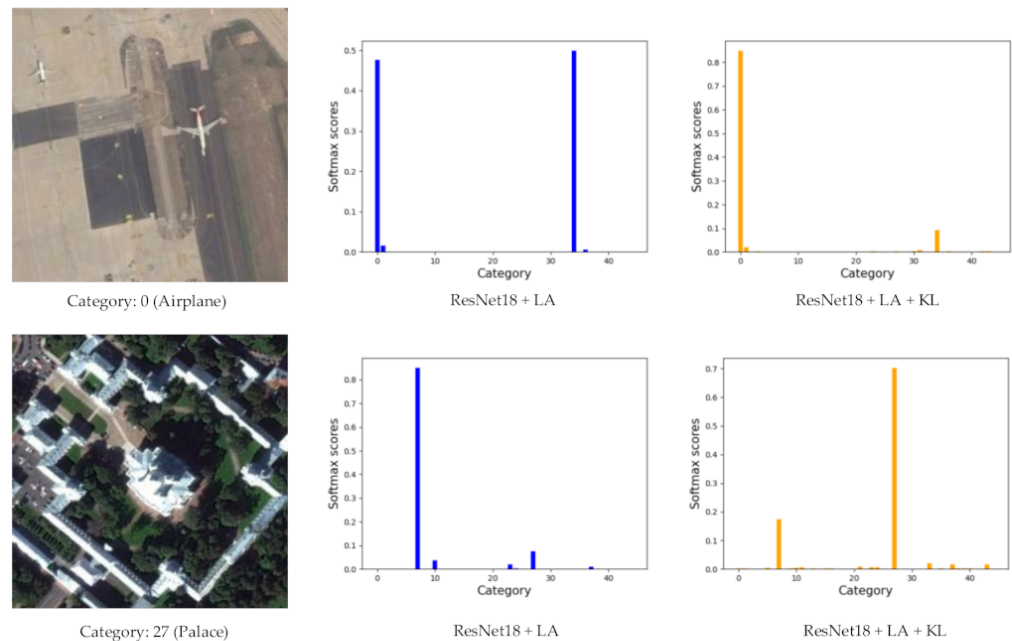 0.5
0.4
0.3
0.2
0.1
0.0
Softmax scores
0 10 20 30 40
Category
0.8
0.7
0.6
0.5
0.4
0.3
0.2
0.1
0.0
Softmax scores
0 10 20 30 40
Category
Category: 0 (Airplane)
ResNet18 + LA
ResNet18 + LA + KL
0.8
0.7
0.6
0.5
0.4
0.3
0.2
0.1
0.0
Softmax scores
0 10 20 30 40
Category
0.7
0.6
0.5
0.4
0.3
0.2
0.1
0.0
Softmax scores
0 10 20 30 40
Category
Category: 27 (Palace)
ResNet18 + LA
ResNet18 + LA + KL